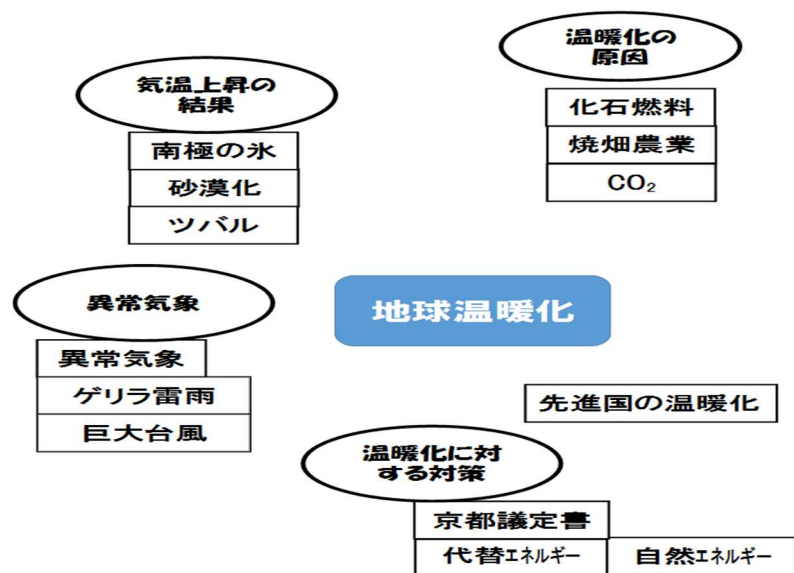 温暖化の
原因
化石燃料
焼畑農業
CO₂
気温上昇の
結果
南極の氷
砂漠化
ツバル
異常気象
異常気象
ゲリラ雷雨
巨大台風
地球温暖化
先進国の温暖化
温暖化に対
する対策
京都議定書
代替エネルギー
自然エネルギー